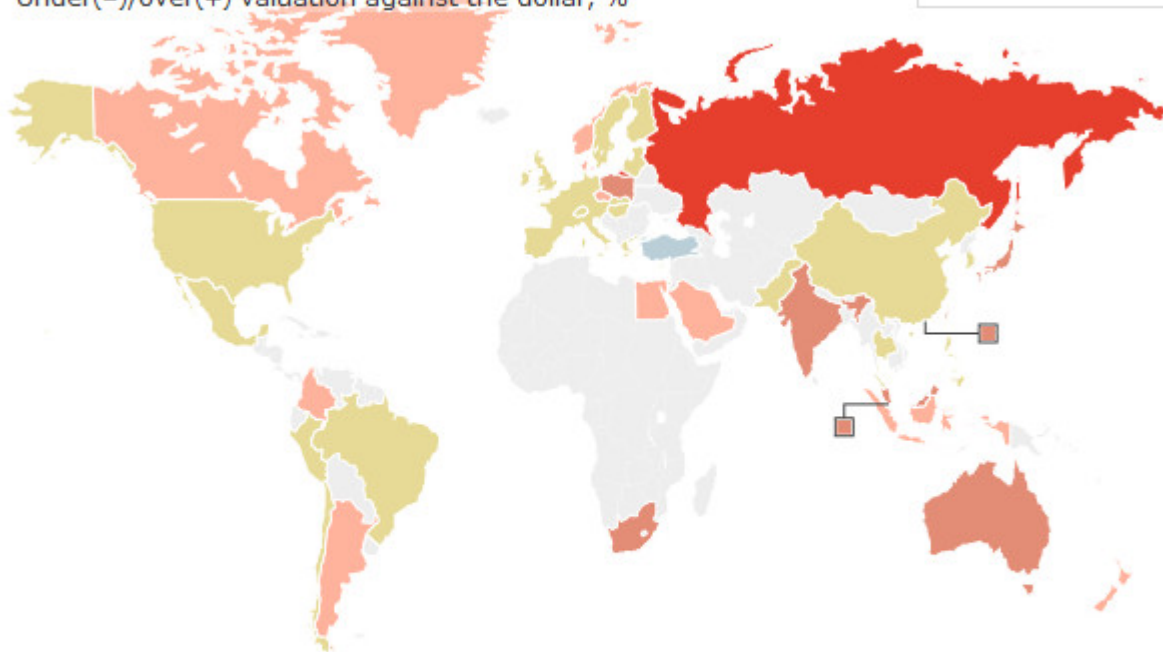 Under(–)/over(+) valuation against the dollar, %